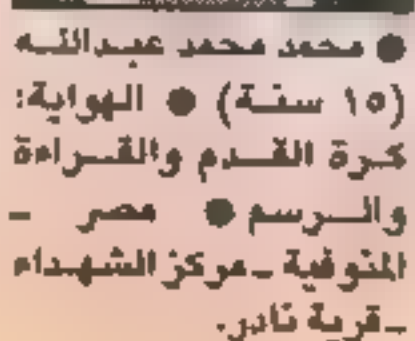 ● محمد محمد عبدالله
(١٥ سنة) ● الهواية:
كرة القدم والقراءة
والرسم ● مصر -
المنوفية - مركز الشهداء
- قرية نادر.